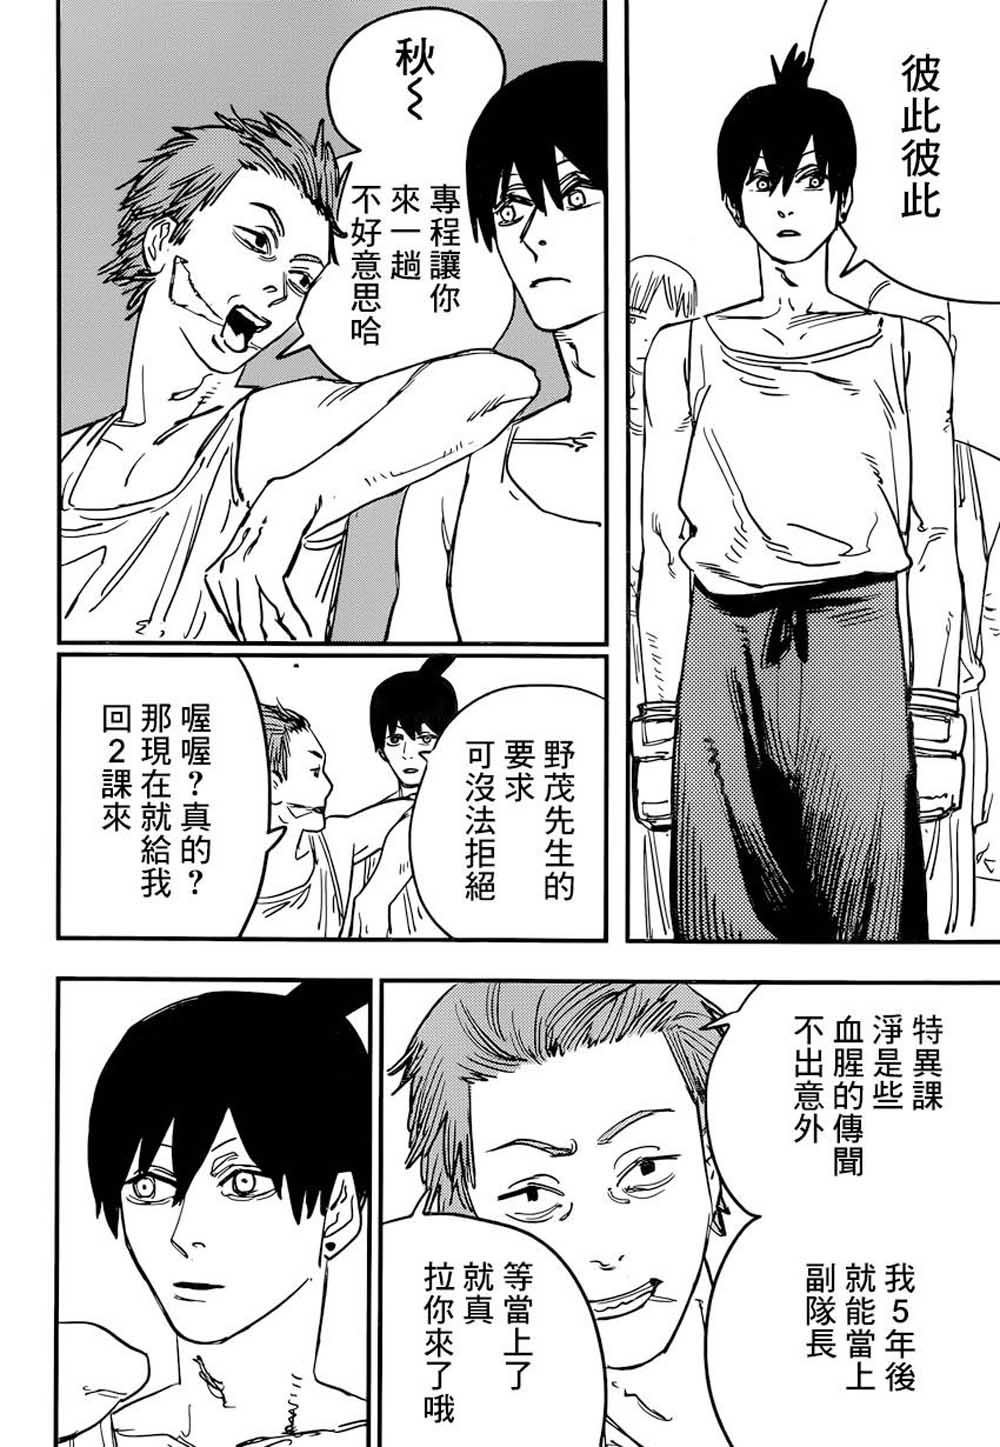 彼此彼此
秋～
專程讓你
來一趟
不好意思哈
野茂先生的
要求
可沒法拒絕
喔喔？真的？
那現在就給我
回2課來
特異課
淨是些
血腥的傳聞
不出意外
我5年後
就能當上
副隊長
等當上了
就真
拉你來了哦